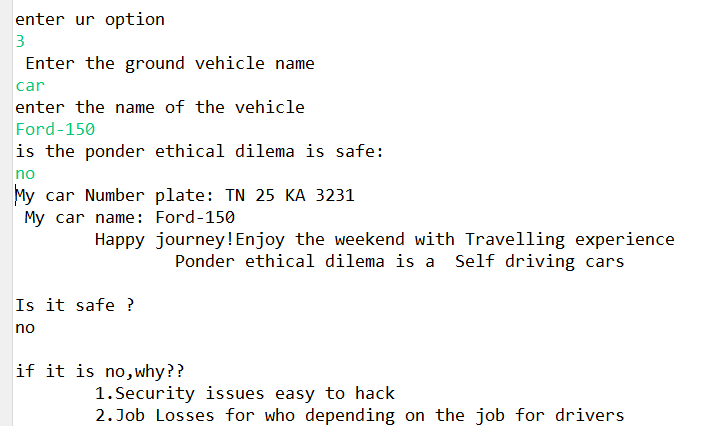 enter ur option
3
Enter the ground vehicle name
car
enter the name of the vehicle
Ford-150
is the ponder ethical dilema is safe:
no
My car Number plate: TN 25 KA 3231
My car name: Ford-150
Happy journey!Enjoy the weekend with Travelling experience
Ponder ethical dilema is a  Self driving cars
Is it safe ?
no
if it is no,why??
1.Security issues easy to hack
2.Job Losses for who depending on the job for drivers